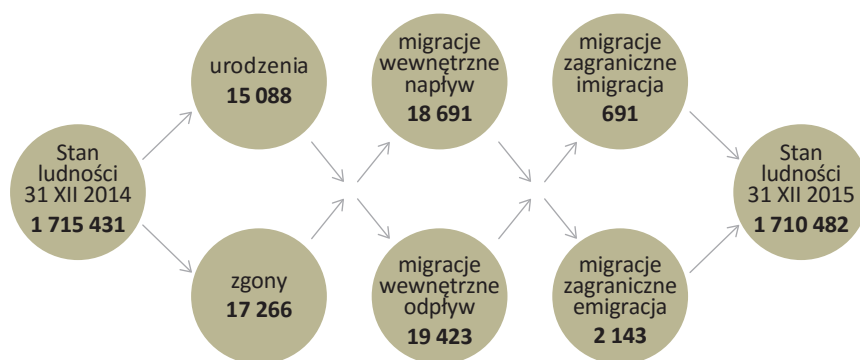 Stan
ludności
31 XII 2014
1 715 431
urodzenia
15 088
zgony
17 266
migracje
wewnętrzne
napływ
18 691
migracje
wewnętrzne
odpływ
19 423
migracje
zagraniczne
imigracja
691
migracje
zagraniczne
emigracja
2 143
Stan
ludności
31 XII 2015
1 710 482